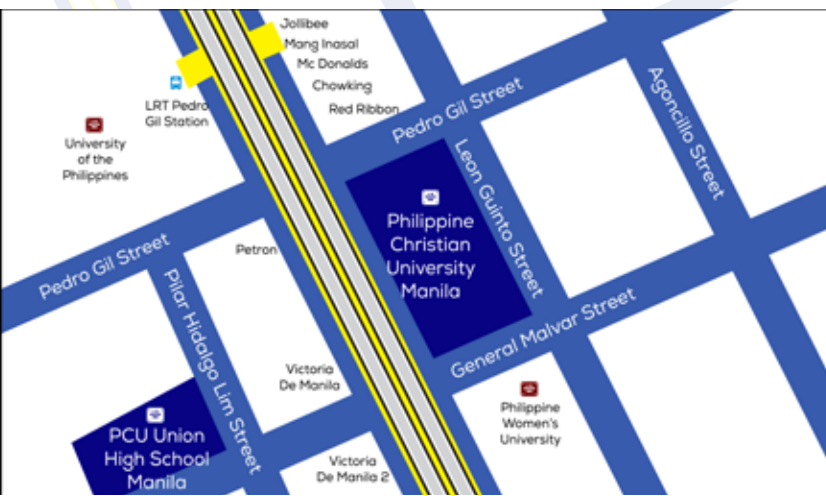 Jollibee
Mang Inasal
Mc Donalds
Chowking
Red Ribbon
LRT Pedro
Gil Station
University
of the
Philippines
Pedro Gil Street
Agoncillo Street
Leon Guinto Street
Philippine
Christian
University
Manila
Petron
Pedro Gil Street
Pilar Hidalgo Lim Street
General Malvar Street
Victoria
De Manila
Philippine
Women's
University
PCU Union
High School
Manila
Victoria
De Manila 2